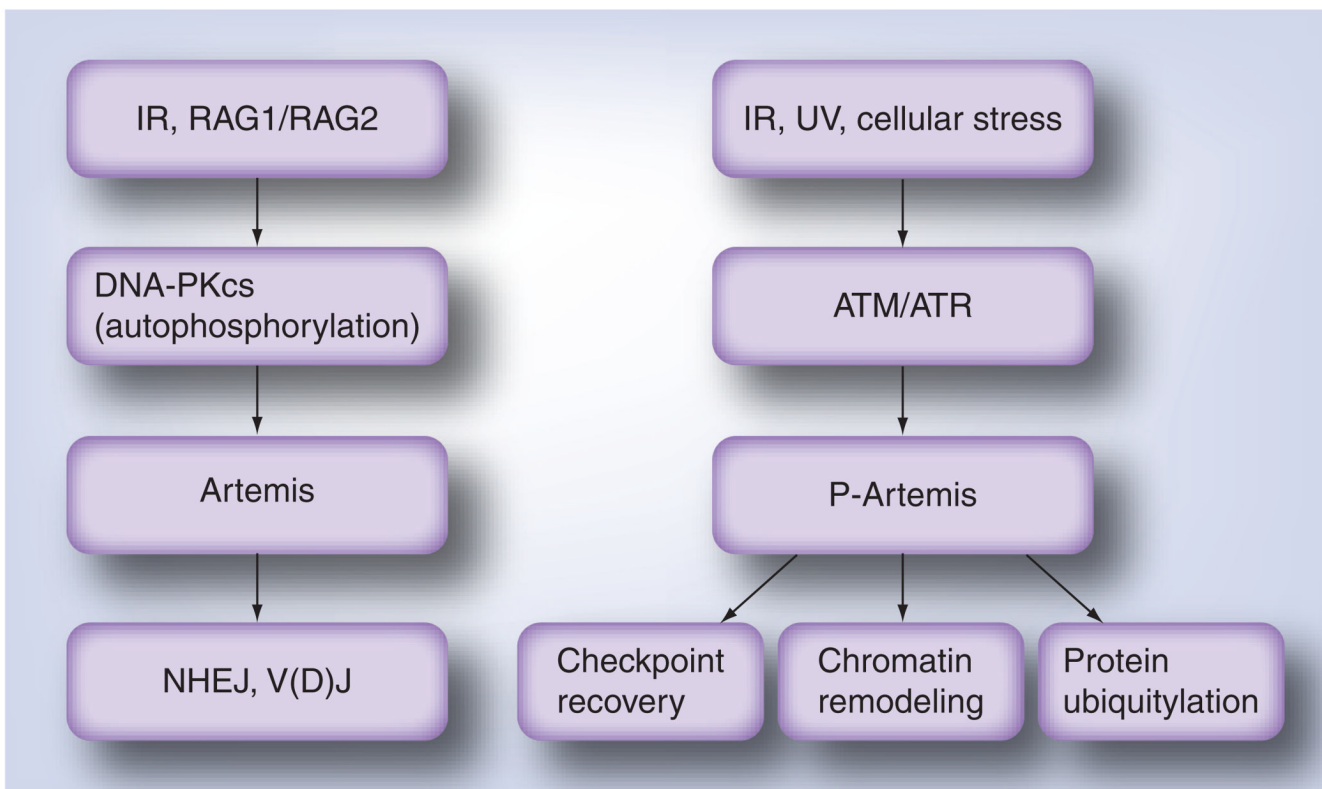 IR, RAG1/RAG2
DNA-PKcs
(autophosphorylation)
Artemis
NHEJ, V(D)J
IR, UV, cellular stress
ATM/ATR
P-Artemis
Checkpoint
recovery
Chromatin
remodeling
Protein
ubiquitylation